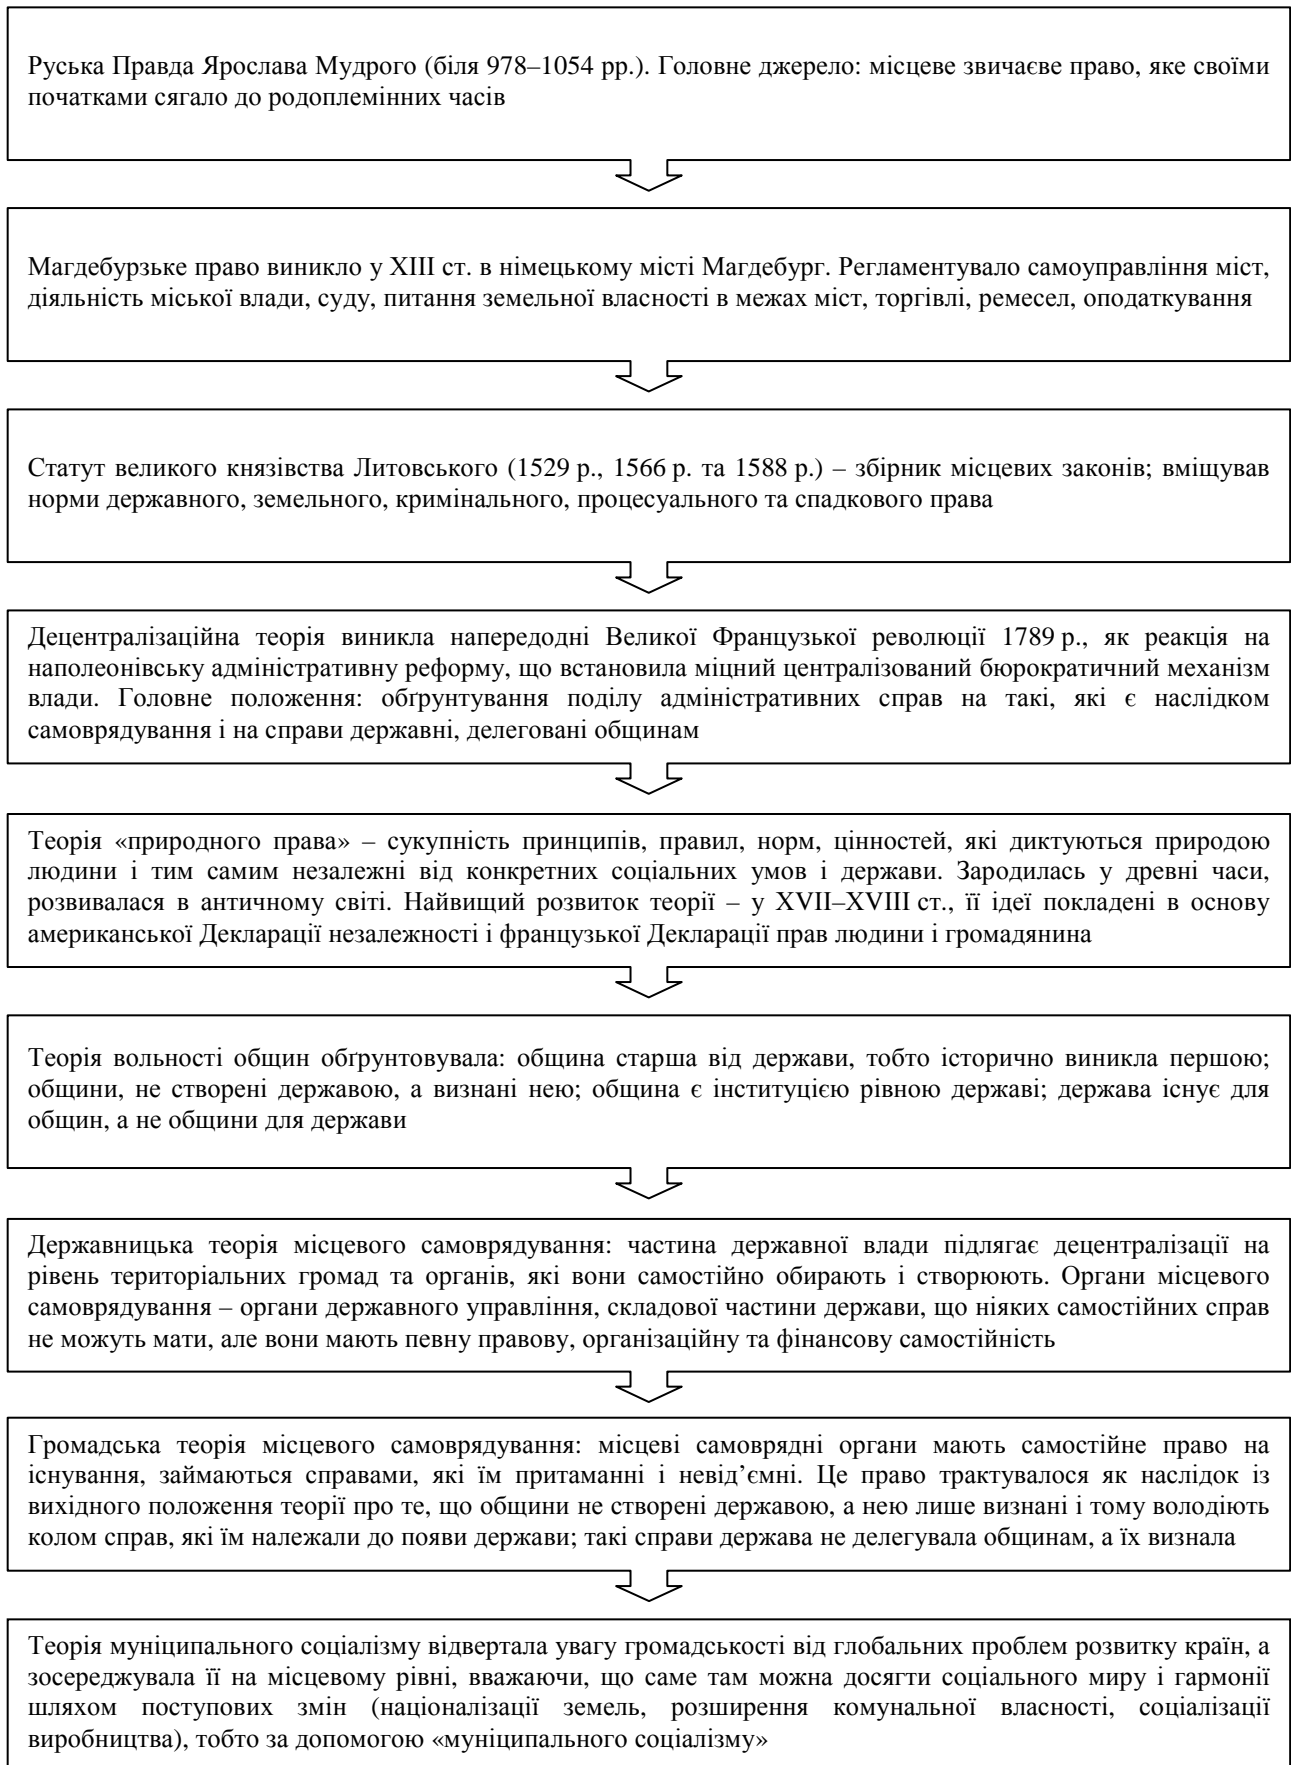 Руська Правда Ярослава Мудрого (біля 978–1054 рр.). Головне джерело: місцеве звичаєве право, яке своїми
початками сягало до родоплемінних часів
Магдебурзьке право виникло у XIII ст. в німецькому місті Магдебург. Регламентувало самоуправління міст,
діяльність міської влади, суду, питання земельної власності в межах міст, торгівлі, ремесел, оподаткування
Статут великого князівства Литовського (1529 р., 1566 р. та 1588 р.) – збірник місцевих законів; вміщував
норми державного, земельного, кримінального, процесуального та спадкового права
Децентралізаційна теорія виникла напередодні Великої Французької революції 1789 р., як реакція на
наполеонівську адміністративну реформу, що встановила міцний централізований бюрократичний механізм
влади. Головне положення: обґрунтування поділу адміністративних справ на такі, які є наслідком
самоврядування і на справи державні, делеговані общинам
Теорія «природного права» – сукупність принципів, правил, норм, цінностей, які диктуються природою
людини і тим самим незалежні від конкретних соціальних умов і держави. Зародилась у древні часи,
розвивалася в античному світі. Найвищий розвиток теорії – у XVII–XVIII ст., її ідеї покладені в основу
американської Декларації незалежності і французької Декларації прав людини і громадянина
Теорія вольності общин обґрунтовувала: община старша від держави, тобто історично виникла першою;
общини, не створені державою, а визнані нею; община є інституцією рівною державі; держава існує для
общин, а не общини для держави
Державницька теорія місцевого самоврядування: частина державної влади підлягає децентралізації на
рівень територіальних громад та органів, які вони самостійно обирають і створюють. Органи місцевого
самоврядування – органи державного управління, складової частини держави, що ніяких самостійних справ
не можуть мати, але вони мають певну правову, організаційну та фінансову самостійність
Громадська теорія місцевого самоврядування: місцеві самоврядні органи мають самостійне право на
існування, займаються справами, які їм притаманні і невід’ємні. Це право трактувалося як наслідок із
вихідного положення теорії про те, що общини не створені державою, а нею лише визнані і тому володіють
колом справ, які їм належали до появи держави; такі справи держава не делегувала общинам, а їх визнала
Теорія муніципального соціалізму відвертала увагу громадськості від глобальних проблем розвитку країн, а
зосереджувала її на місцевому рівні, вважаючи, що саме там можна досягти соціального миру і гармонії
шляхом поступових змін (націоналізації земель, розширення комунальної власності, соціалізації
виробництва), тобто за допомогою «муніципального соціалізму»